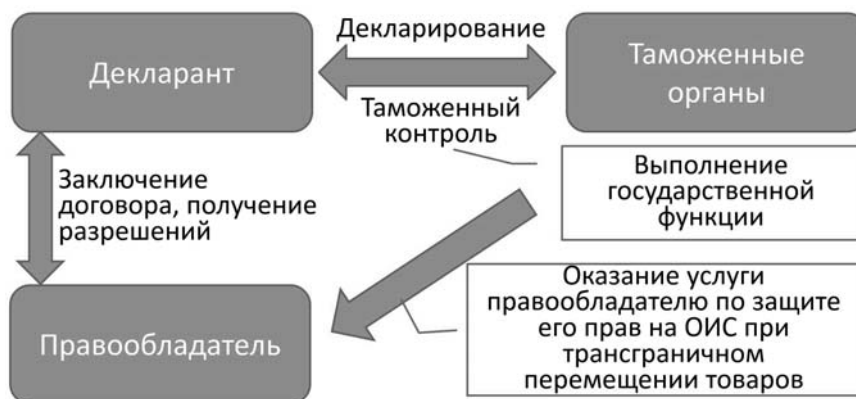 Декларирование
Декларант
Таможенные
органы
Таможенный
контроль
Заключение
договора, получение
разрешений
Выполнение
государственной
функции
Правообладатель
Оказание услуги
правообладателю по защите
его прав на ОИС при
трансграничном
перемещении товаров